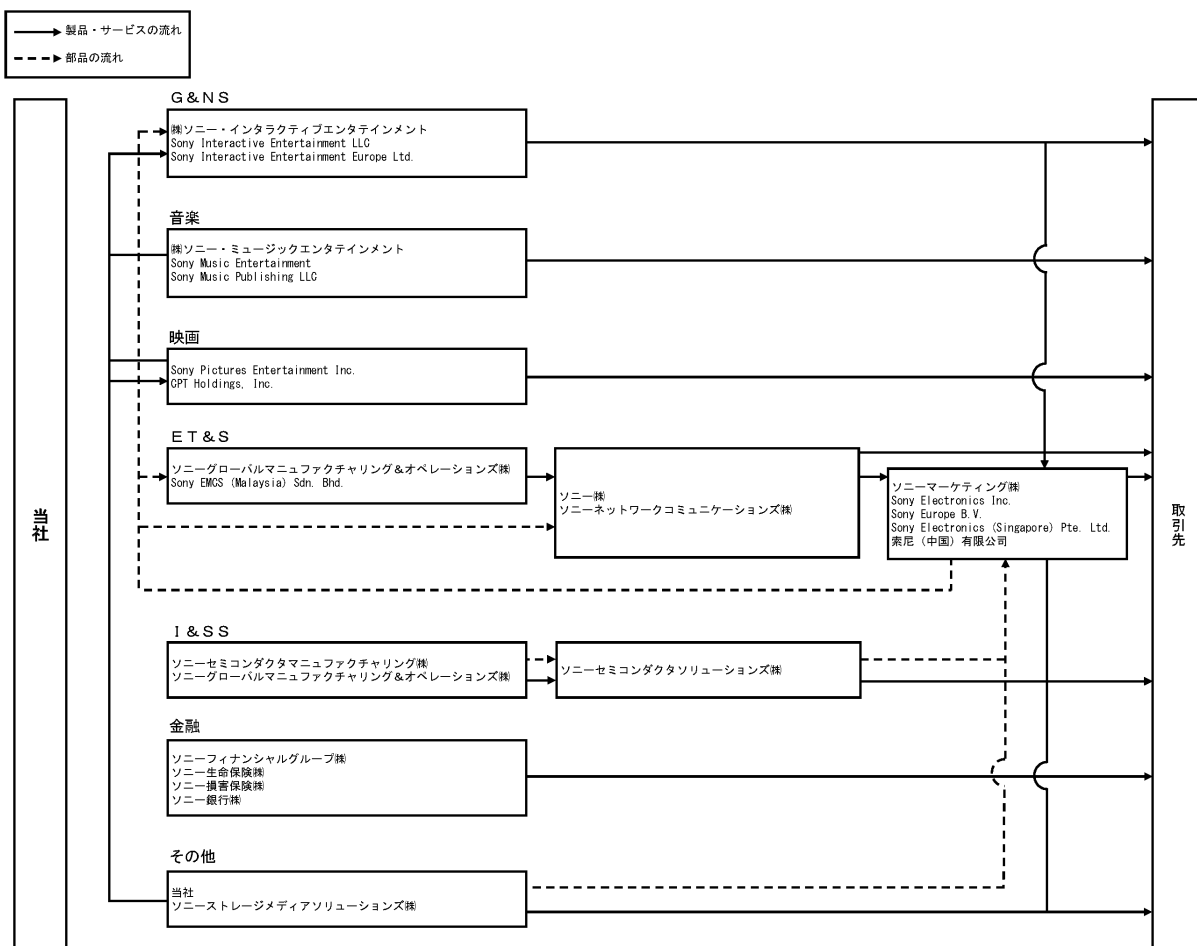 製品・サービスの流れ
部品の流れ
当社
G&NS
㈱ソニー・インタラクティブエンタテインメント
Sony Interactive Entertainment LLC
Sony Interactive Entertainment Europe Ltd.
音楽
㈱ソニー・ミュージックエンタテインメント
Sony Music Entertainment
Sony Music Publishing LLC
映画
Sony Pictures Entertainment Inc.
CPT Holdings, Inc.
ET&S
ソニーグローバルマニュファクチャリング&オペレーションズ㈱
Sony EMCS (Malaysia) Sdn. Bhd.
ソニー㈱
ソニーネットワークコミュニケーションズ㈱
ソニーマーケティング㈱
Sony Electronics Inc.
Sony Europe B.V.
Sony Electronics (Singapore) Pte. Ltd.
索尼(中国)有限公司
I&SS
ソニーセミコンダクタマニュファクチャリング㈱
ソニーグローバルマニュファクチャリング&オペレーションズ㈱
ソニーセミコンダクタソリューションズ㈱
金融
ソニーフィナンシャルグループ㈱
ソニー生命保険㈱
ソニー損害保険㈱
ソニー銀行㈱
その他
当社
ソニーストレージメディアソリューションズ㈱
取引先